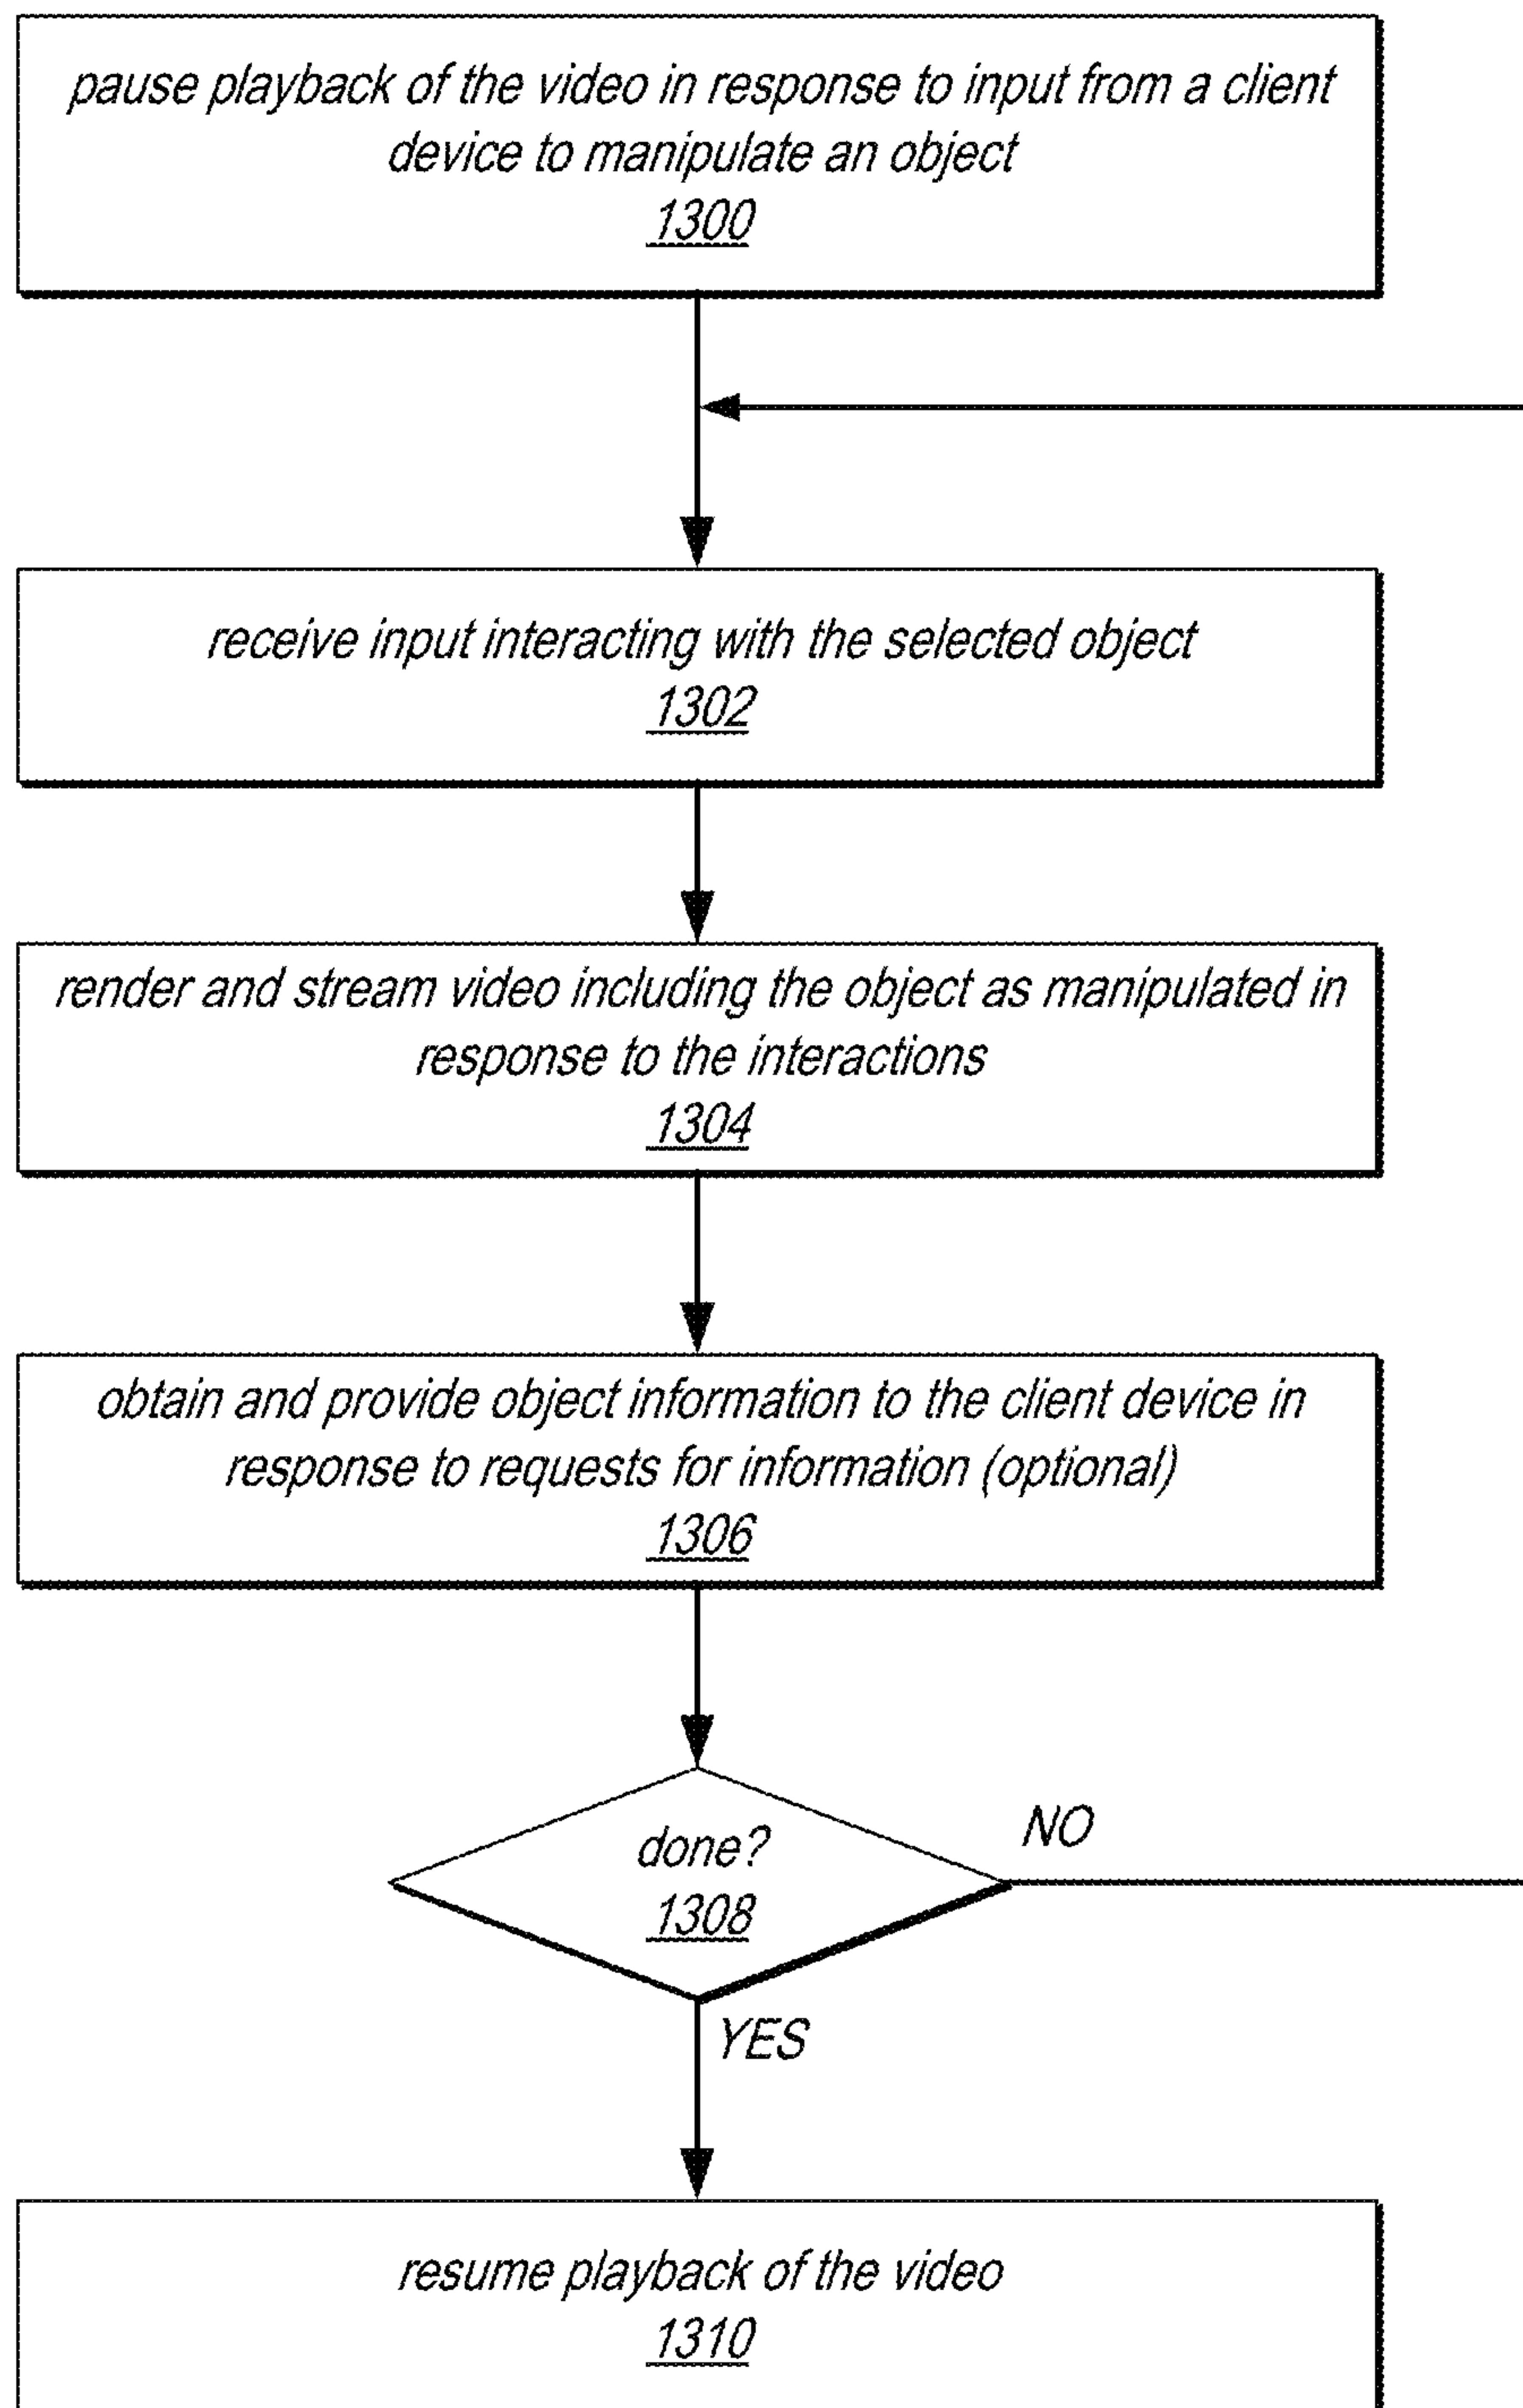 pause playback of the video in response to input from a client
device to manipulate an object
1300
receive input interacting with the selected object
1302
render and stream video including the object as manipulated in
response to the interactions
1304
obtain and provide object information to the client device in
response to requests for information (optional)
1306
done?
1308
NO
YES
resume playback of the video
1310